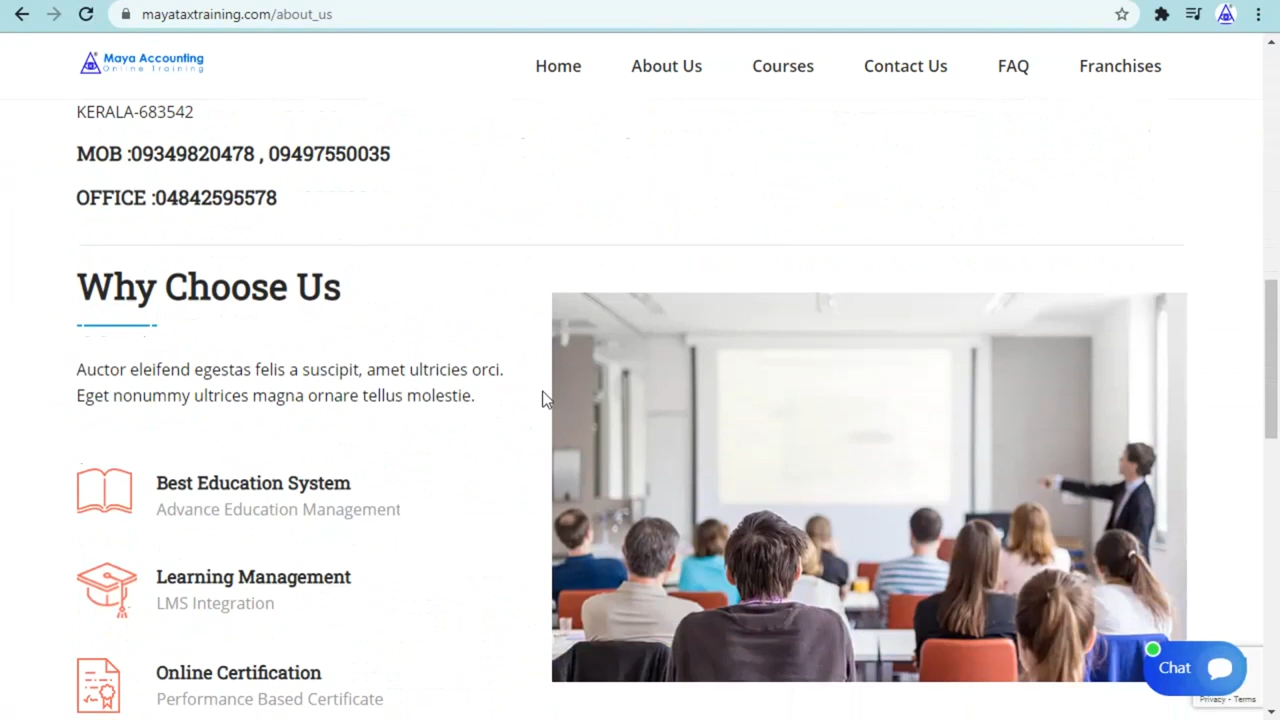 mayataxtraining.com/about_us
Maya Accounting
Online Training
Home About Us Courses Contact Us FAQ Franchises
KERALA-683542
MOB :09349820478 , 09497550035
OFFICE :04842595578
Why Choose Us
Auctor eleifend egestas felis a suscipit, amet ultricies orci.
Eget nonummy ultrices magna ornare tellus molestie.
Best Education System
Advance Education Management
Learning Management
LMS Integration
Online Certification
Performance Based Certificate
Chat
Privacy - Terms